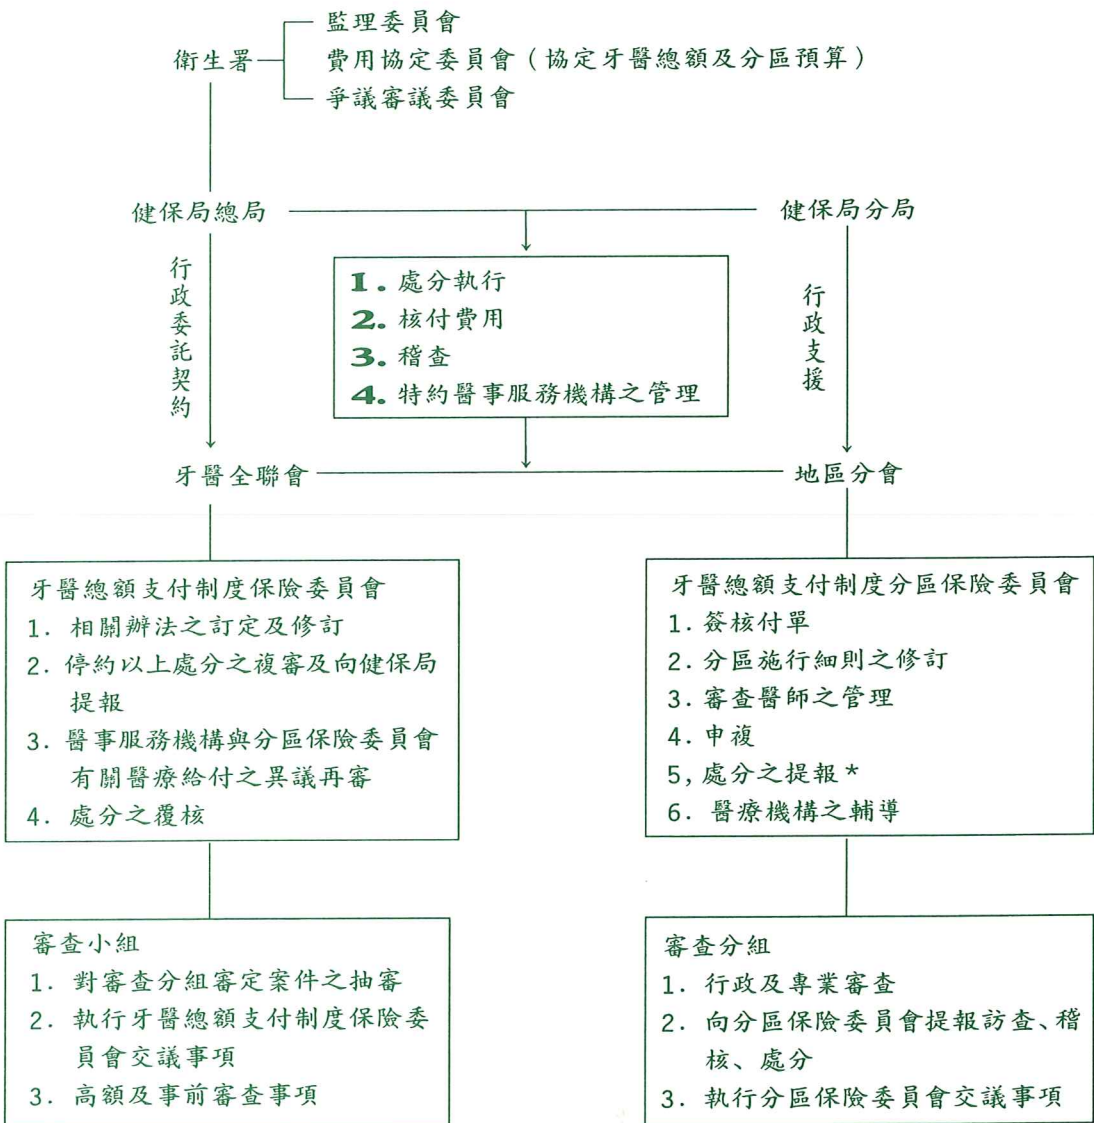 監理委員會
衛生署
費用協定委員會（協定牙醫總額及分區預算）
爭議審議委員會
健保局總局
健保局分局
行政委託契約
1. 處分執行
2. 核付費用
3. 稽查
4. 特約醫事服務機構之管理
行政支援
牙醫全聯會
地區分會
牙醫總額支付制度保險委員會
1. 相關辦法之訂定及修訂
2. 停約以上處分之複審及向健保局
提報
3. 醫事服務機構與分區保險委員會
有關醫療給付之異議再審
4. 處分之覆核
牙醫總額支付制度分區保險委員會
1. 簽核付單
2. 分區施行細則之修訂
3. 審查醫師之管理
4. 申複
5, 處分之提報*
6. 醫療機構之輔導
審查小組
1. 對審查分組審定案件之抽審
2. 執行牙醫總額支付制度保險委
員會交議事項
3. 高額及事前審查事項
審查分組
1. 行政及專業審查
2. 向分區保險委員會提報訪查、稽
核、處分
3. 執行分區保險委員會交議事項